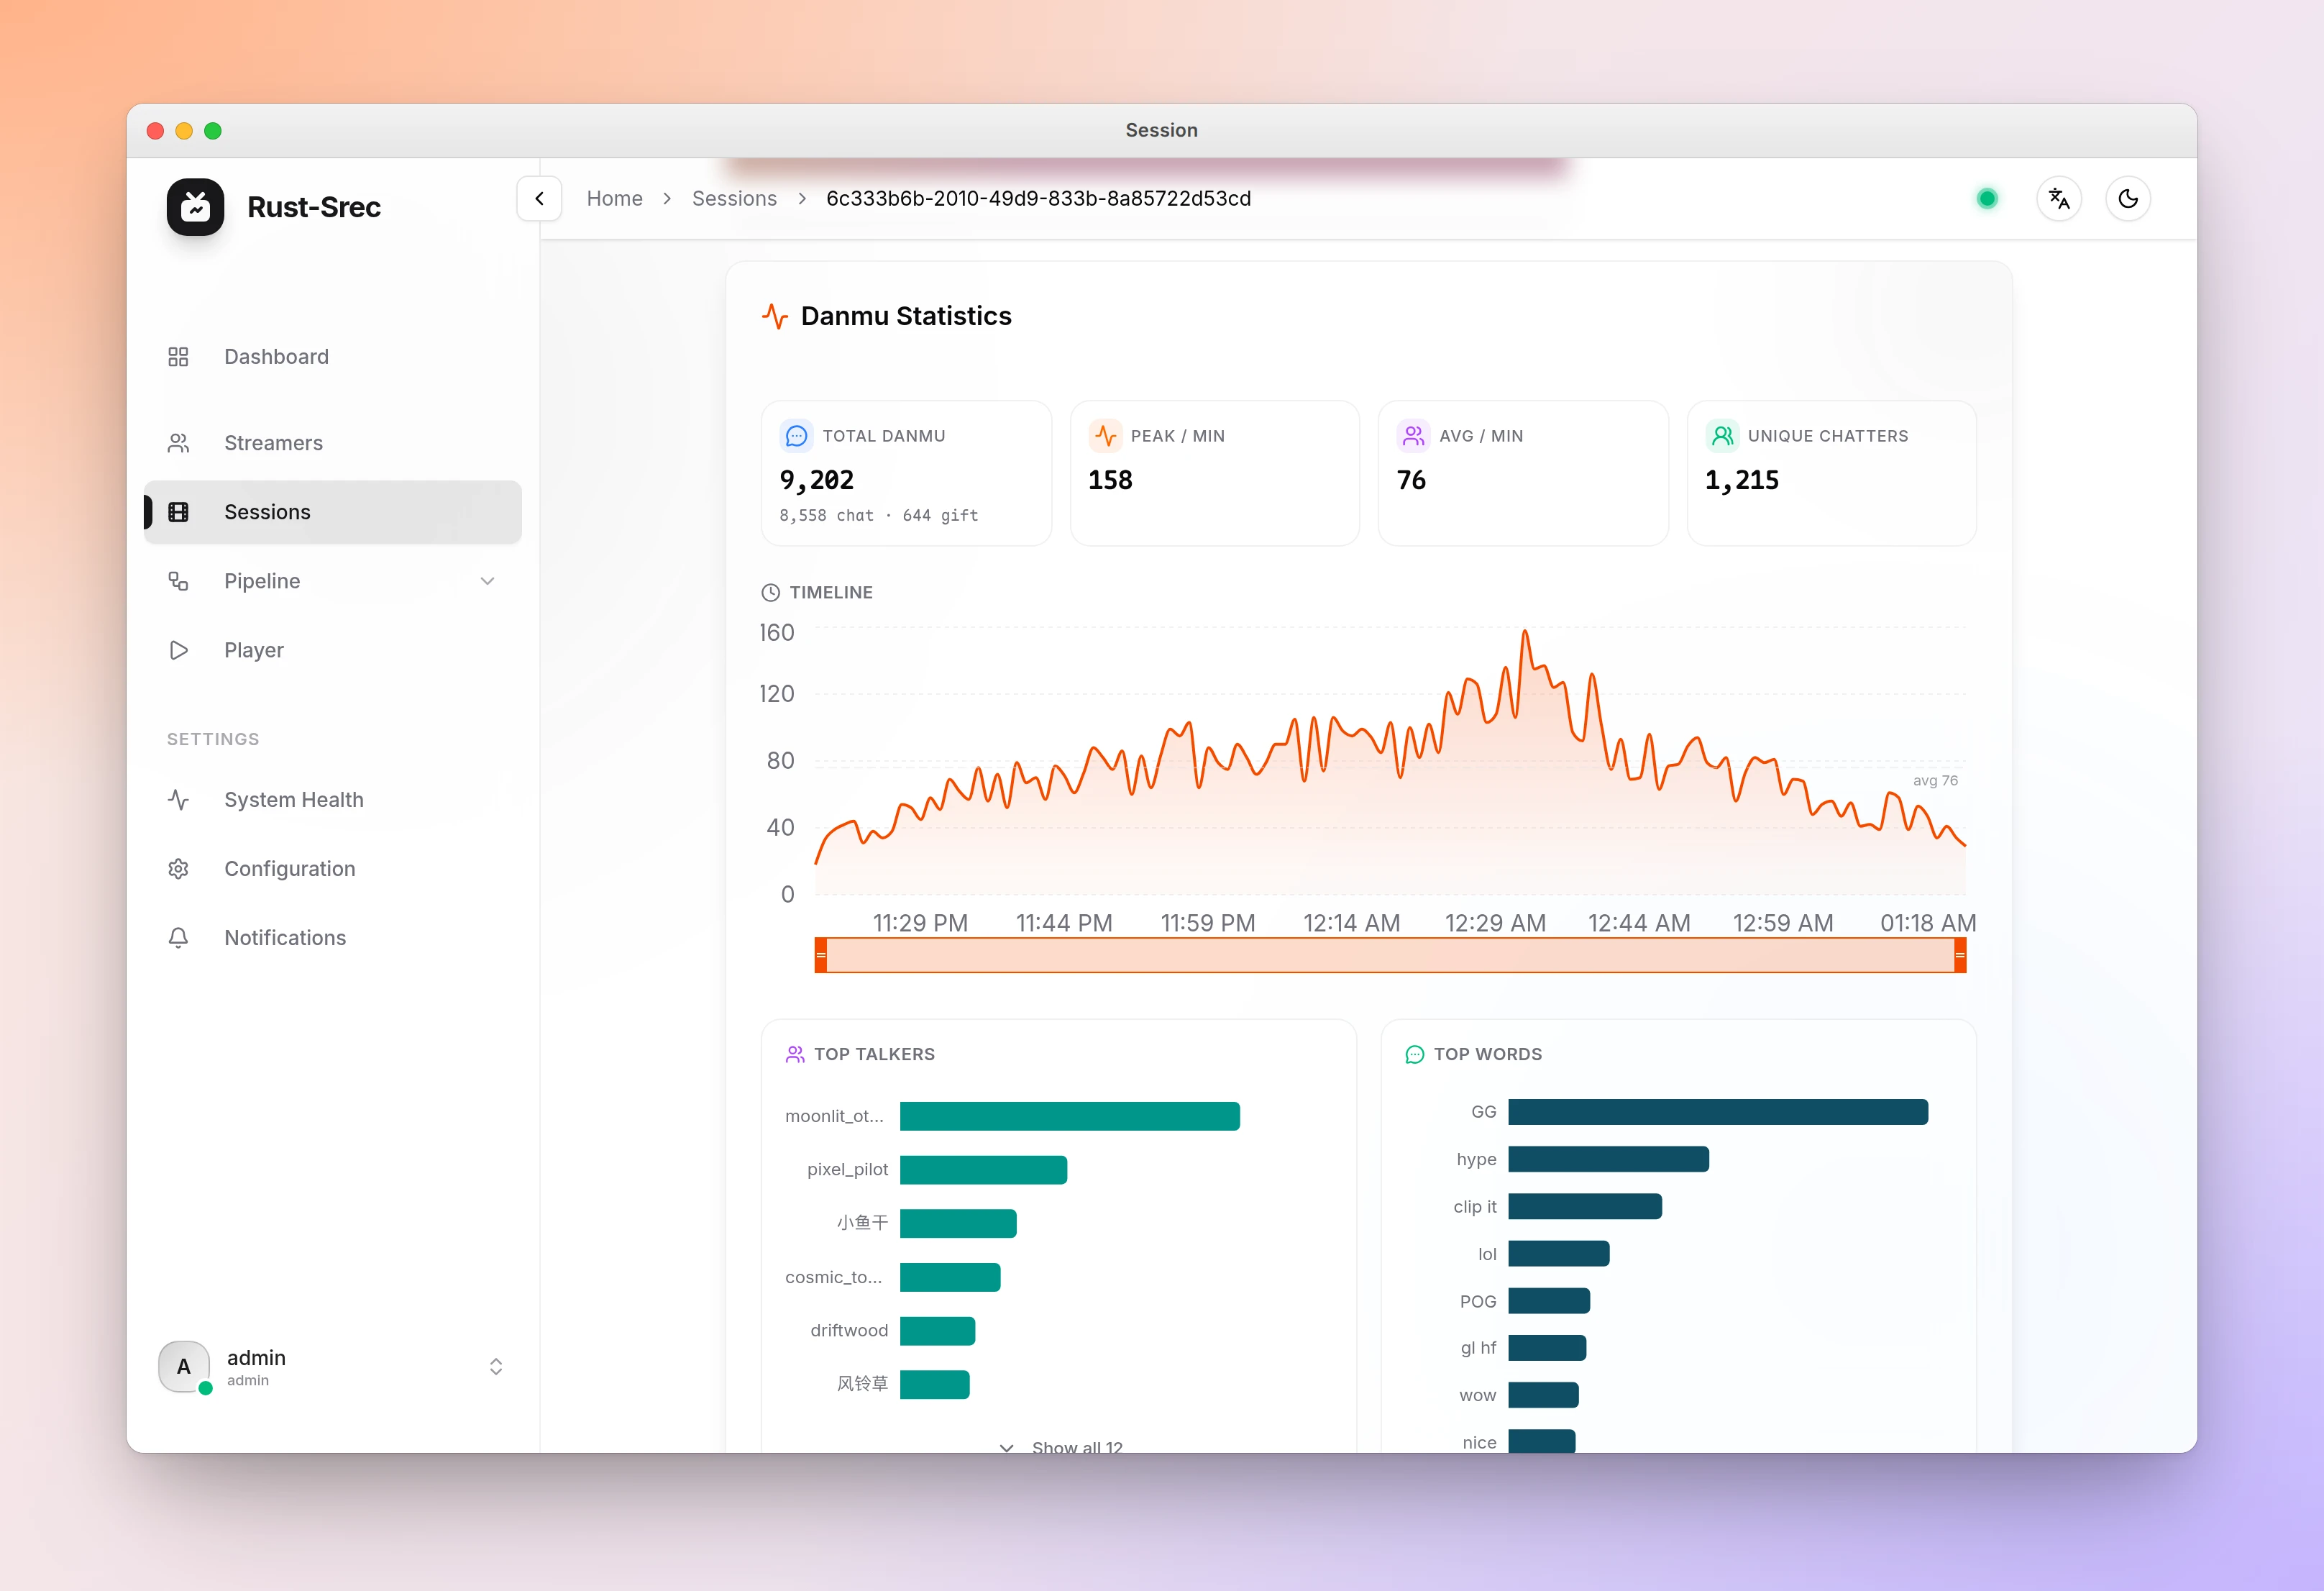 Session
Rust-Srec
Home
Sessions
6c333b6b-2010-49d9-833b-8a85722d53cd
Dashboard
Streamers
Sessions
Pipeline
Player
SETTINGS
System Health
Configuration
Notifications
A
admin
admin
Danmu Statistics
TOTAL DANMU
9,202
8,558 chat · 644 gift
PEAK / MIN
158
AVG / MIN
76
UNIQUE CHATTERS
1,215
TIMELINE
160
120
80
40
0
avg 76
11:29 PM
11:44 PM
11:59 PM
12:14 AM
12:29 AM
12:44 AM
12:59 AM
01:18 AM
TOP TALKERS
moonlit_ot...
pixel_pilot
小鱼干
cosmic_to...
driftwood
风铃草
Show all 12
TOP WORDS
GG
hype
clip it
lol
POG
gl hf
wow
nice